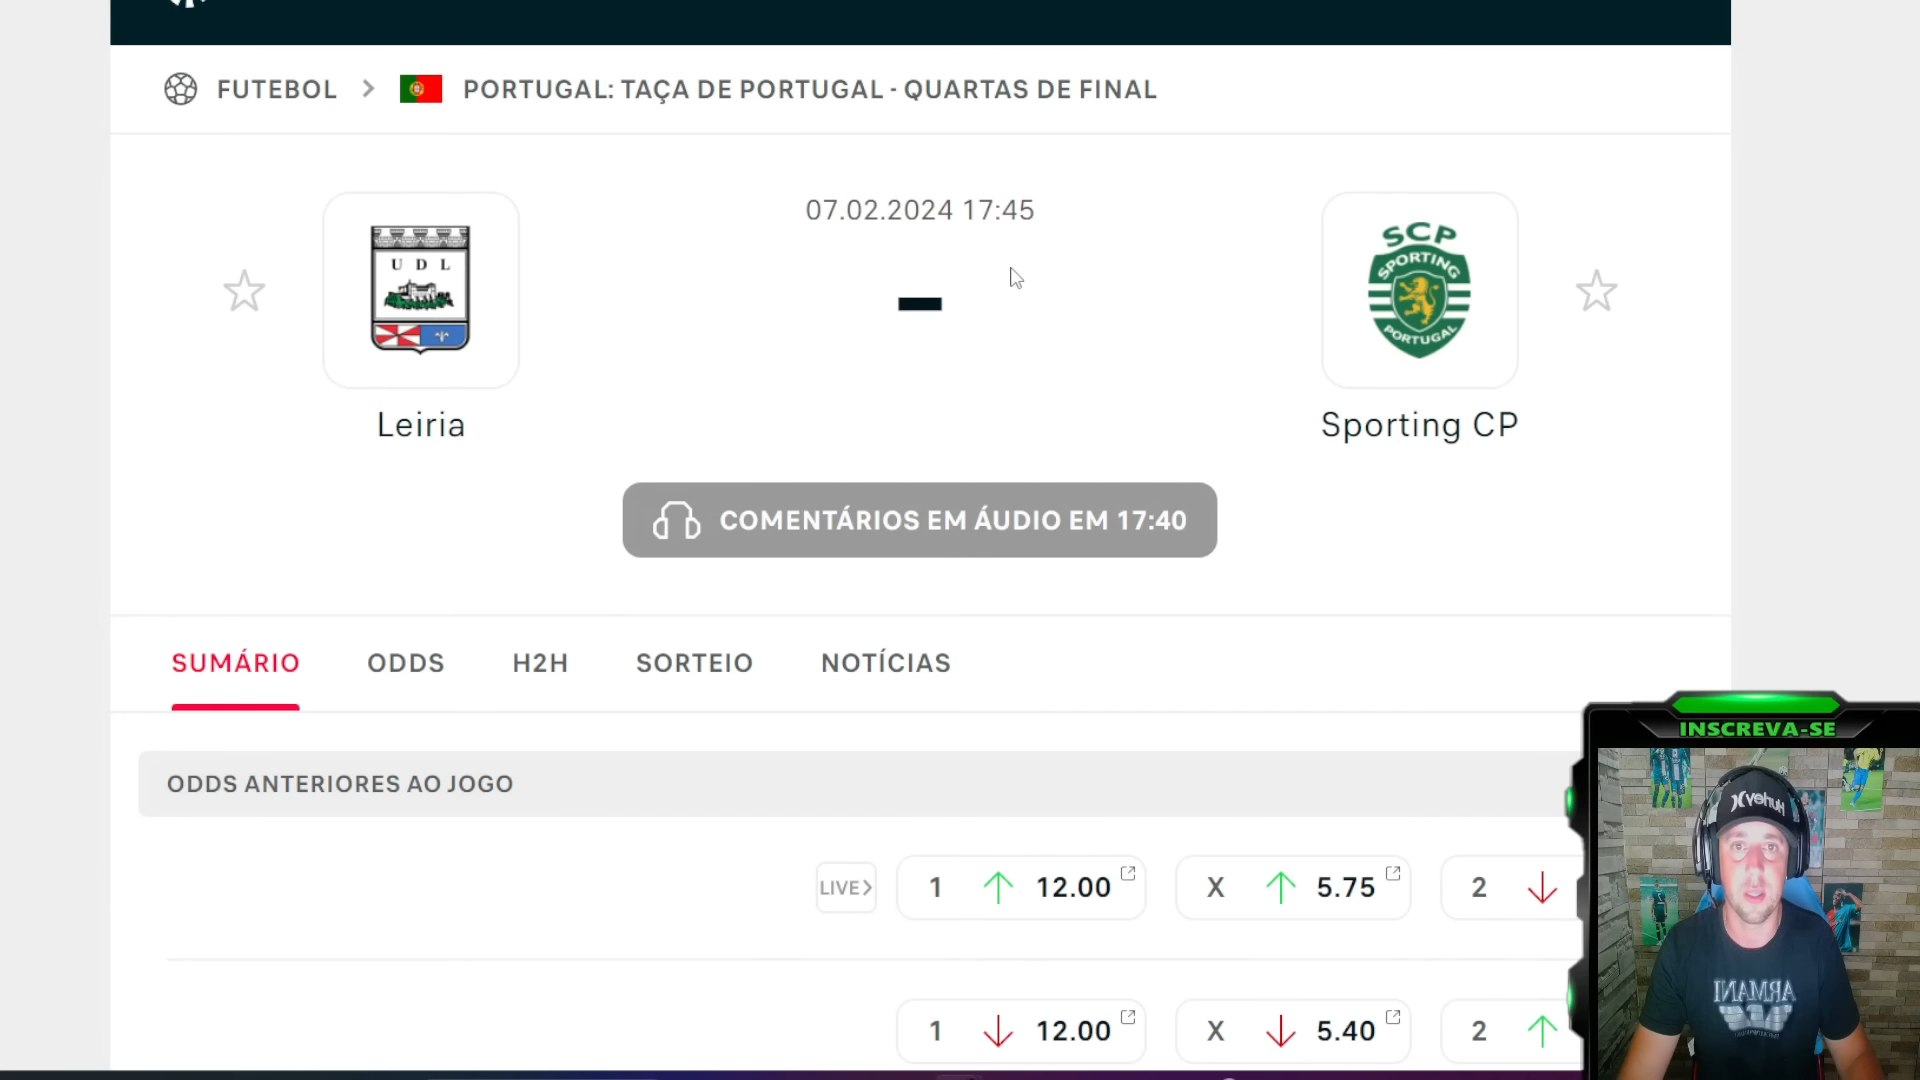 FUTEBOL > PORTUGAL: TAÇA DE PORTUGAL - QUARTAS DE FINAL
07.02.2024 17:45
U D L
SCP
SPORTING
PORTUGAL
-
Leiria
Sporting CP
COMENTÁRIOS EM ÁUDIO EM 17:40
SUMÁRIO ODDS H2H SORTEIO NOTÍCIAS
INSCREVA-SE
ODDS ANTERIORES AO JOGO
LIVE> 1 12.00 X 5.75 2
1 12.00 X 5.40 2
Hurley
ARMANI